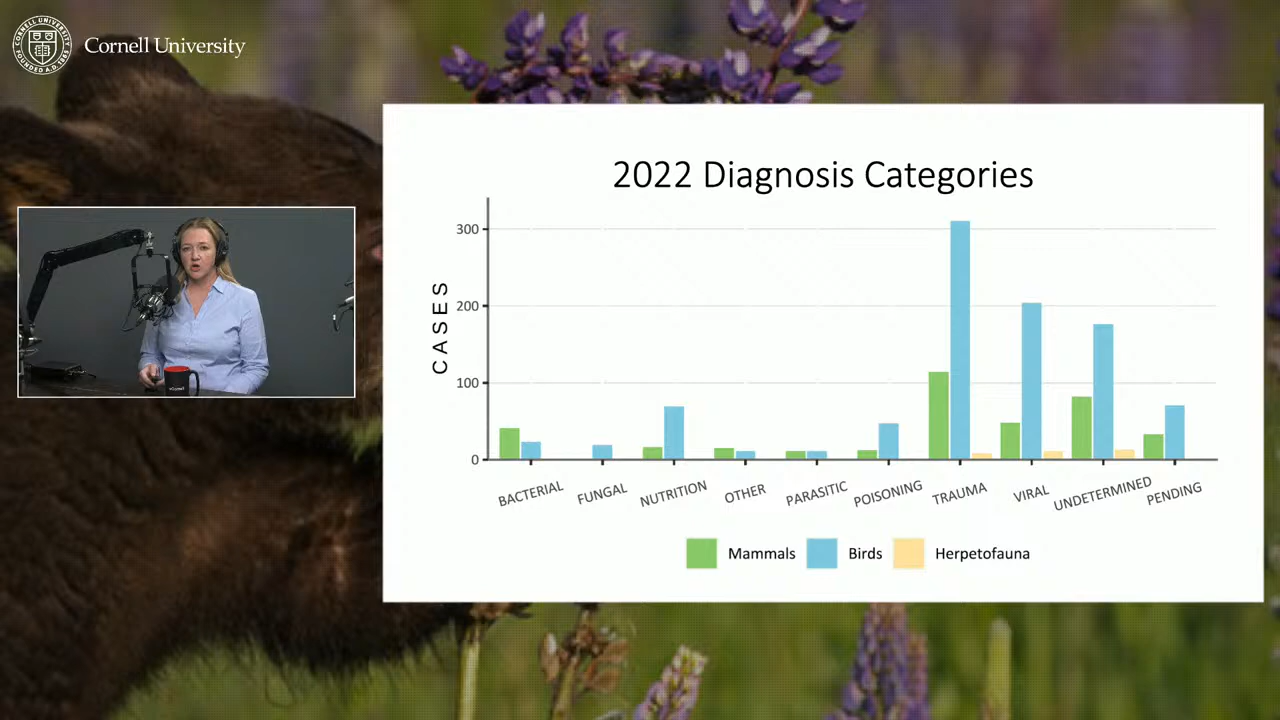 Cornell University
2022 Diagnosis Categories
CASES
300
200
100
0
BACTERIAL
FUNGAL
NUTRITION
OTHER
PARASITIC
POISONING
TRAUMA
VIRAL
UNDETERMINED
PENDING
Mammals
Birds
Herpetofauna